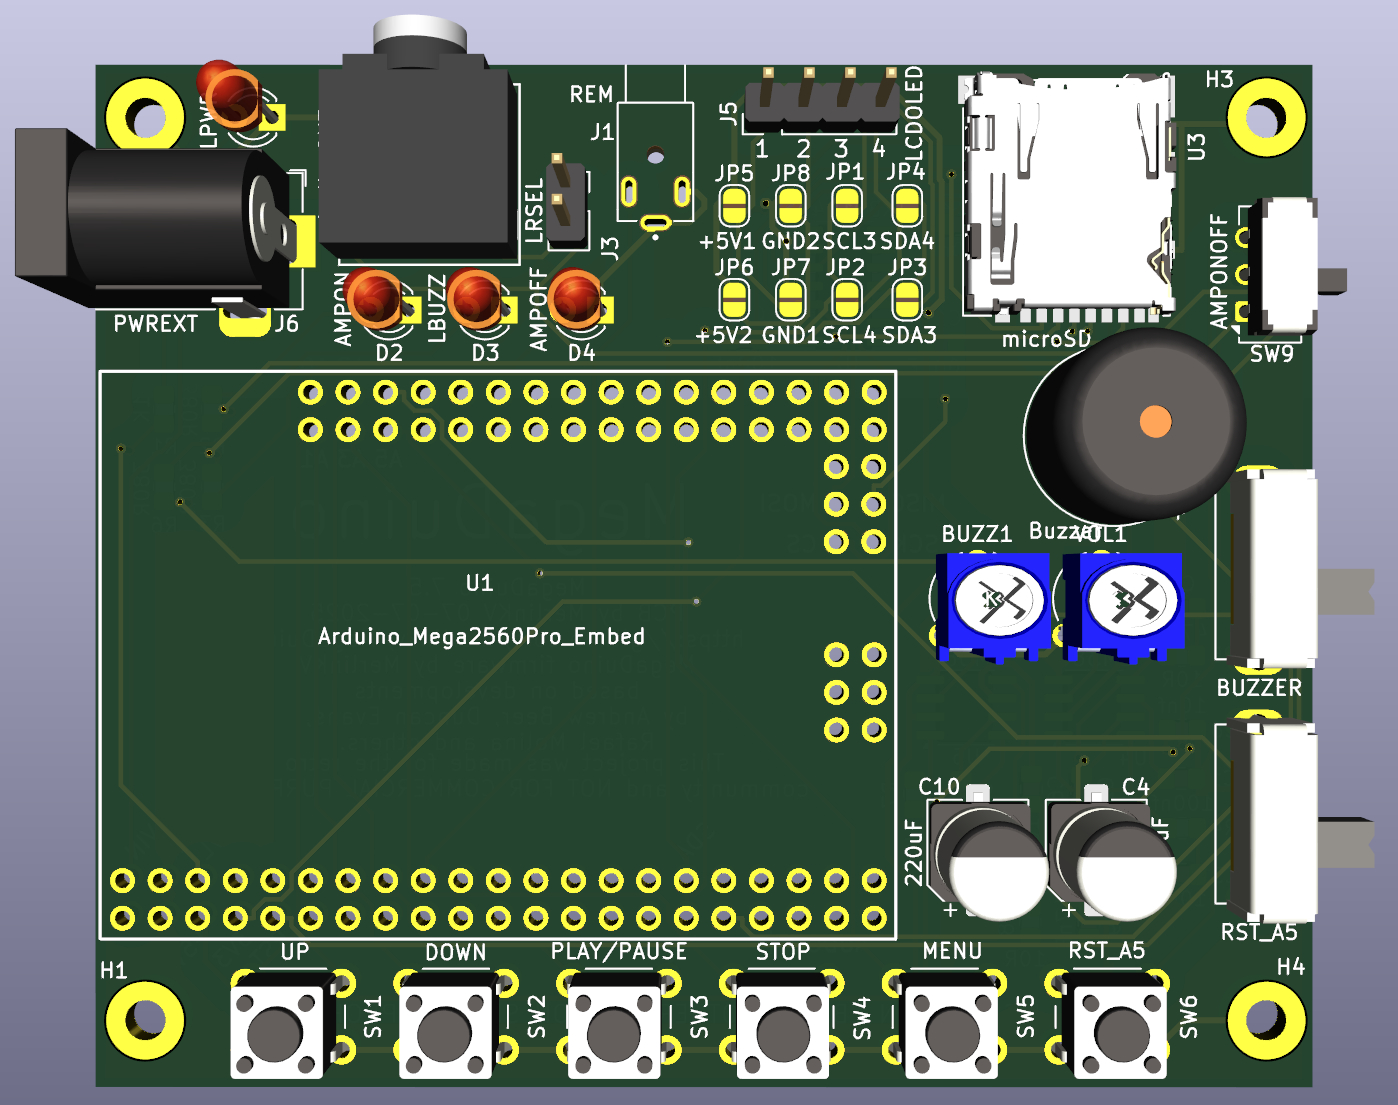 LPW
REM
J1
J5
LCDOLED
H3
U3
1 2 3 4
JP5 JP8 JP1 JP4
LRSEL
J3
+5V1 GND2 SCL3 SDA4
AMPONOFF
JP6 JP7 JP2 JP3
PWREXT
J6
AMPON
LBUZZ
AMPOFF
+5V2 GND1 SCL4 SDA3
microSD
D2
D3
D4
SW9
BUZZ1
Buzzer
VOL1
U1
Arduino_Mega2560Pro_Embed
BUZZER
C10
C4
220uF
uF
+
+
RST_A5
UP
DOWN
PLAY/PAUSE
STOP
MENU
RST_A5
H1
H4
SW1
SW2
SW3
SW4
SW5
SW6